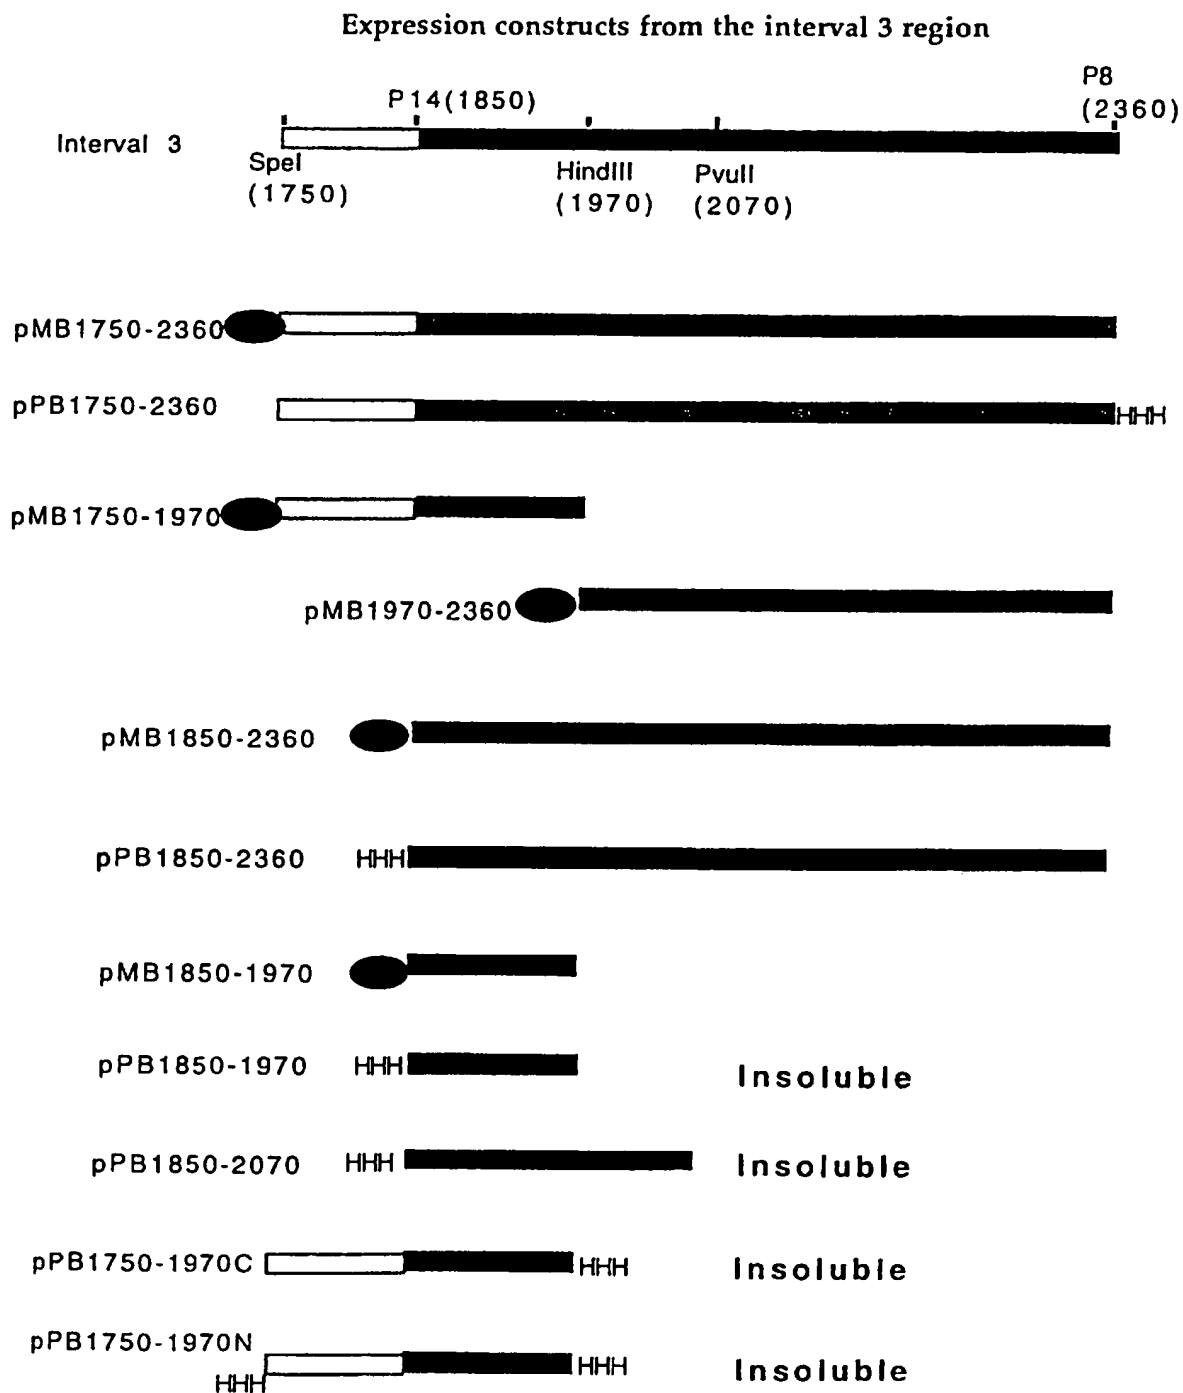 Expression constructs from the interval 3 region
P8
P14(1850)
(2360)
Interval 3
SpeI
(1750)
HindIII
(1970)
PvuII
(2070)
pMB1750-2360
pPB1750-2360
HHH
pMB1750-1970
pMB1970-2360
pMB1850-2360
pPB1850-2360
HHH
pMB1850-1970
pPB1850-1970
HHH
Insoluble
pPB1850-2070
HHH
Insoluble
pPB1750-1970C
HHH
Insoluble
pPB1750-1970N
HHH
HHH
Insoluble